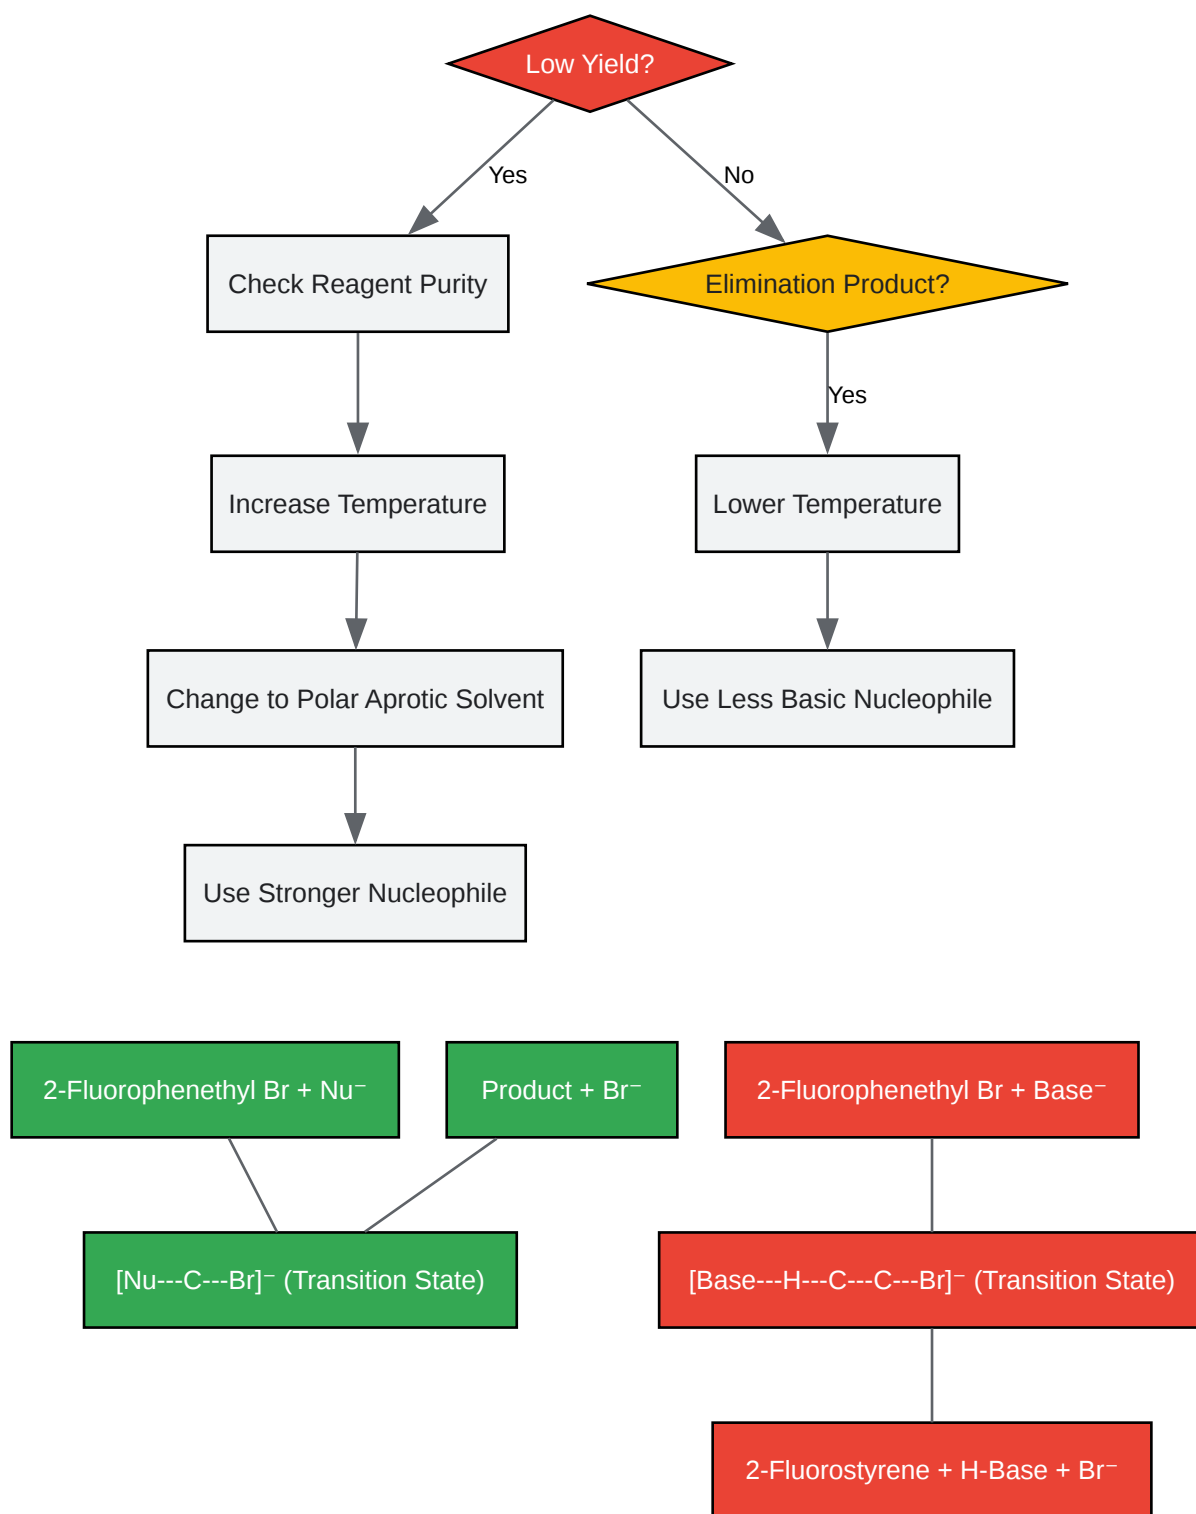 Low Yield?
Yes
No
Check Reagent Purity
Elimination Product?
Yes
Increase Temperature
Lower Temperature
Change to Polar Aprotic Solvent
Use Less Basic Nucleophile
Use Stronger Nucleophile
2-Fluorophenethyl Br + Nu⁻
Product + Br⁻
2-Fluorophenethyl Br + Base⁻
[Nu---C---Br]⁻ (Transition State)
[Base---H---C---C---Br]⁻ (Transition State)
2-Fluorostyrene + H-Base + Br⁻